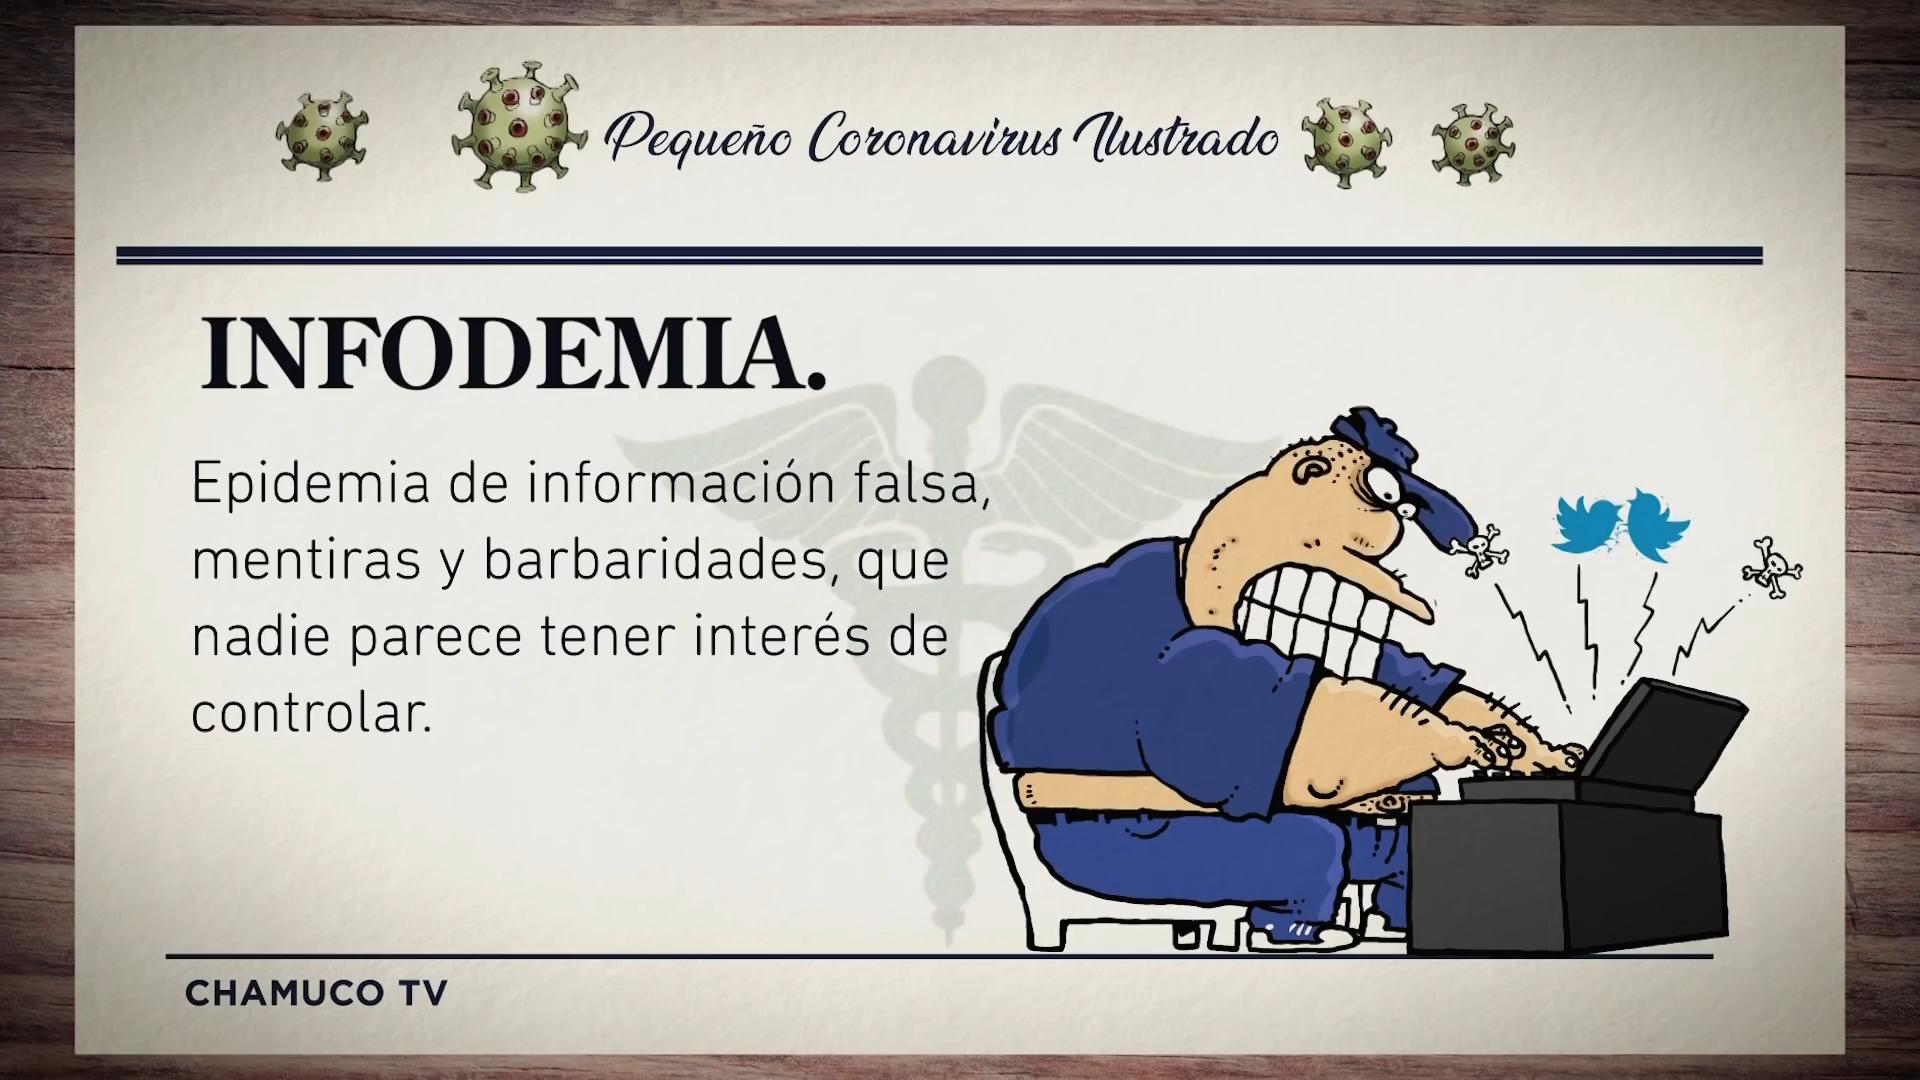 Pequeño Coronavirus Ilustrado
INFODEMIA.
Epidemia de información falsa,
mentiras y barbaridades, que
nadie parece tener interés de
controlar.
CHAMUCO TV